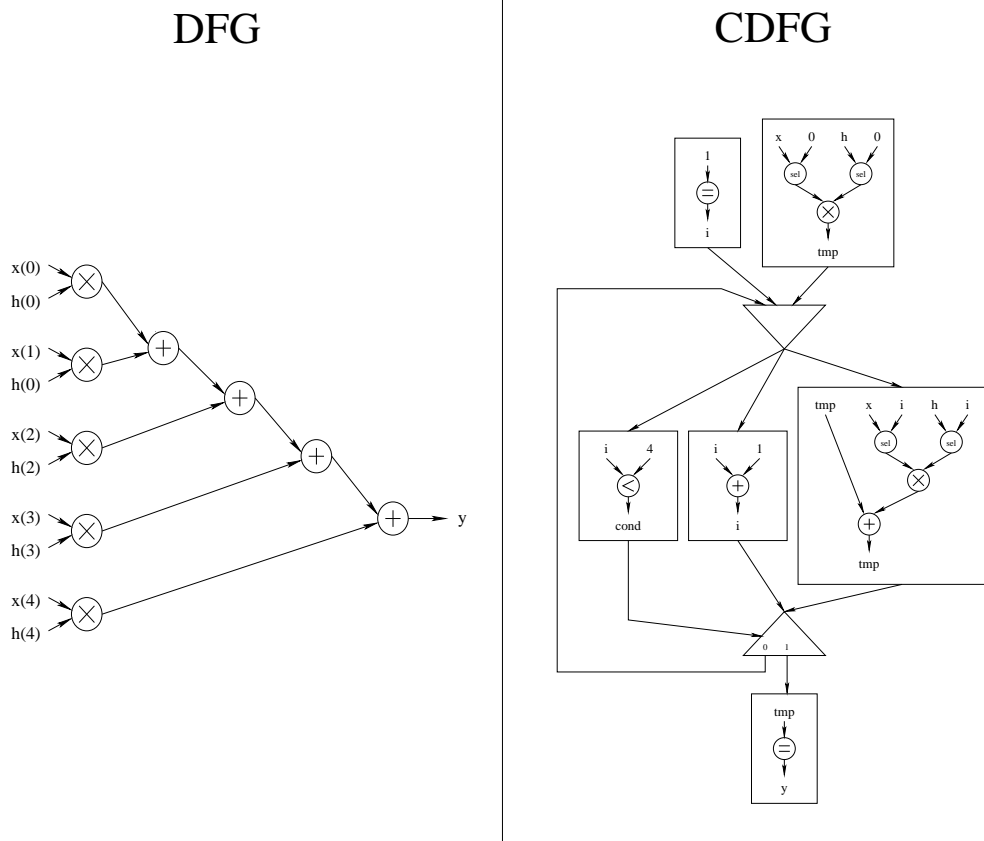 DFG
x(0)
h(0)
x(1)
h(0)
x(2)
h(2)
x(3)
h(3)
x(4)
h(4)
y
CDFG
1
i
x 0 h 0
sel sel
tmp
i 4
cond
i 1
i
tmp x i h i
sel sel
tmp
0 1
tmp
y